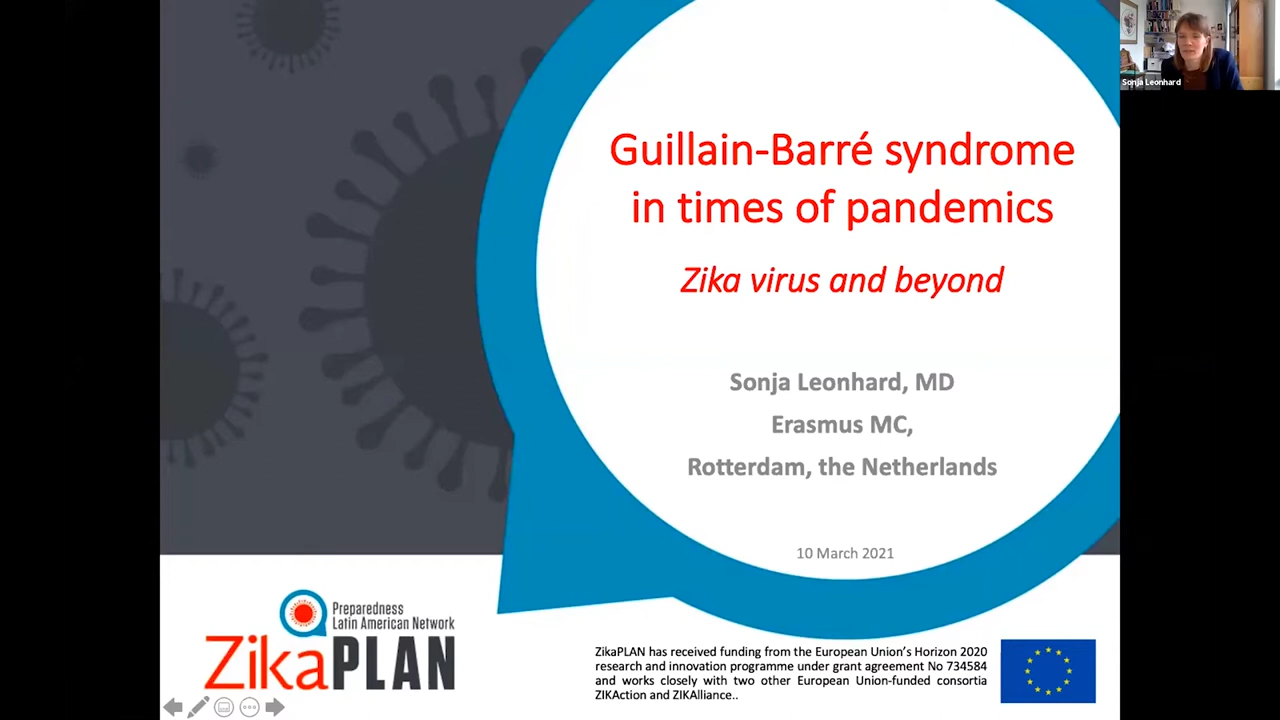 Sonja Leonhard
Guillain-Barré syndrome
in times of pandemics
Zika virus and beyond
Sonja Leonhard, MD
Erasmus MC,
Rotterdam, the Netherlands
10 March 2021
Preparedness
Latin American Network
ZikaPLAN
ZikaPLAN has received funding from the European Union's Horizon 2020
research and innovation programme under grant agreement No 734584
and works closely with two other European Union-funded consortia
ZIKAction and ZIKAlliance..